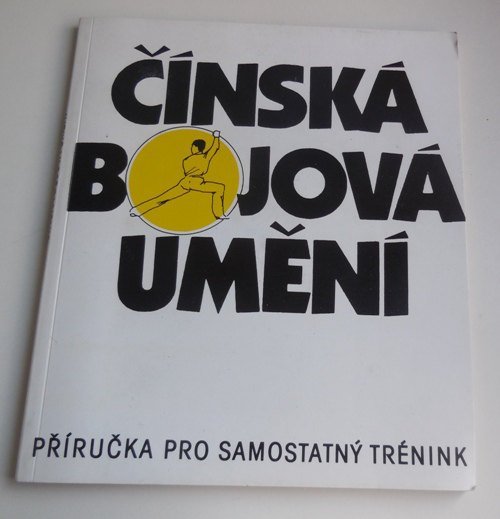 ČÍNSKÁ
BOJOVÁ
UMĚNÍ
PŘÍRUČKA PRO SAMOSTATNÝ TRÉNINK